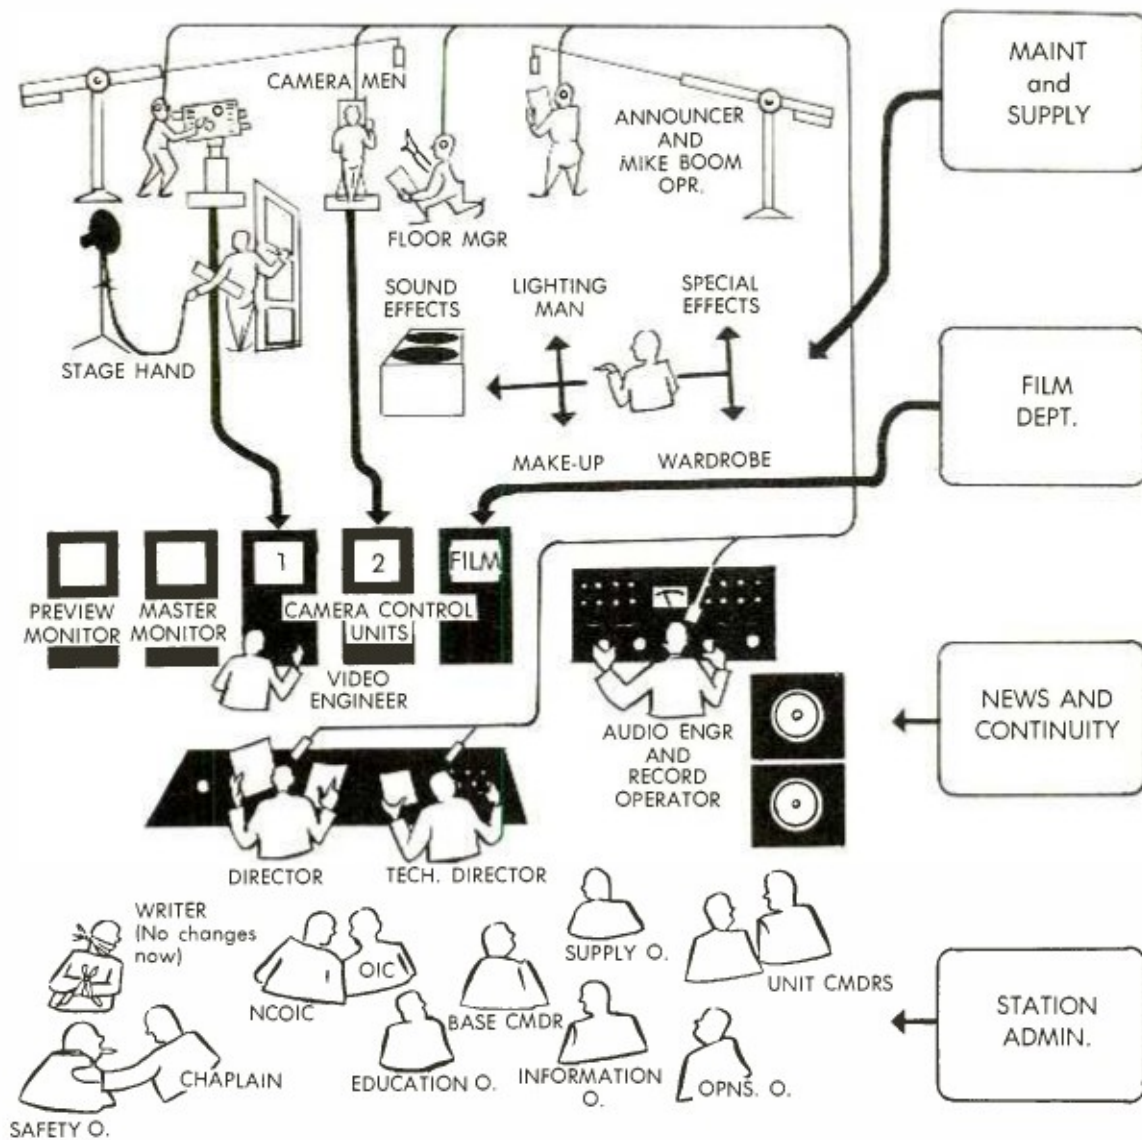 CAMERA MEN
ANNOUNCER
AND
MIKE BOOM
OPR.
MAINT
and
SUPPLY
FLOOR MGR
SOUND
EFFECTS
LIGHTING
MAN
SPECIAL
EFFECTS
STAGE HAND
FILM
DEPT.
MAKE-UP
WARDROBE
1
2
FILM
PREVIEW
MONITOR
MASTER
MONITOR
CAMERA CONTROL
UNITS
VIDEO
ENGINEER
AUDIO ENGR
AND
RECORD
OPERATOR
NEWS AND
CONTINUITY
DIRECTOR
TECH. DIRECTOR
WRITER
(No changes
now)
NCOIC
OIC
BASE CMDR
SUPPLY O.
UNIT CMDRS
STATION
ADMIN.
CHAPLAIN
SAFETY O.
EDUCATION O.
INFORMATION
O.
OPNS. O.